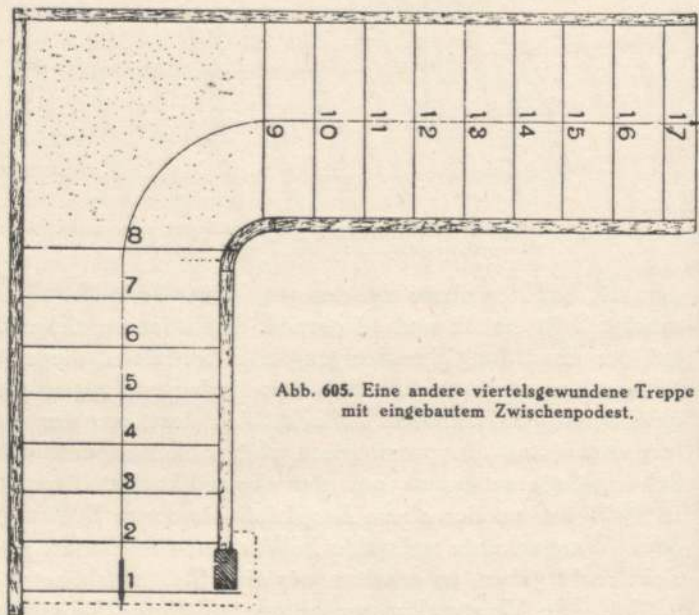 9 10 11 12 13 14 15 16 17
8
7
6
5
4
3
2
1
Abb. 605. Eine andere viertelsgewundene Treppe
mit eingebautem Zwischenpodest.